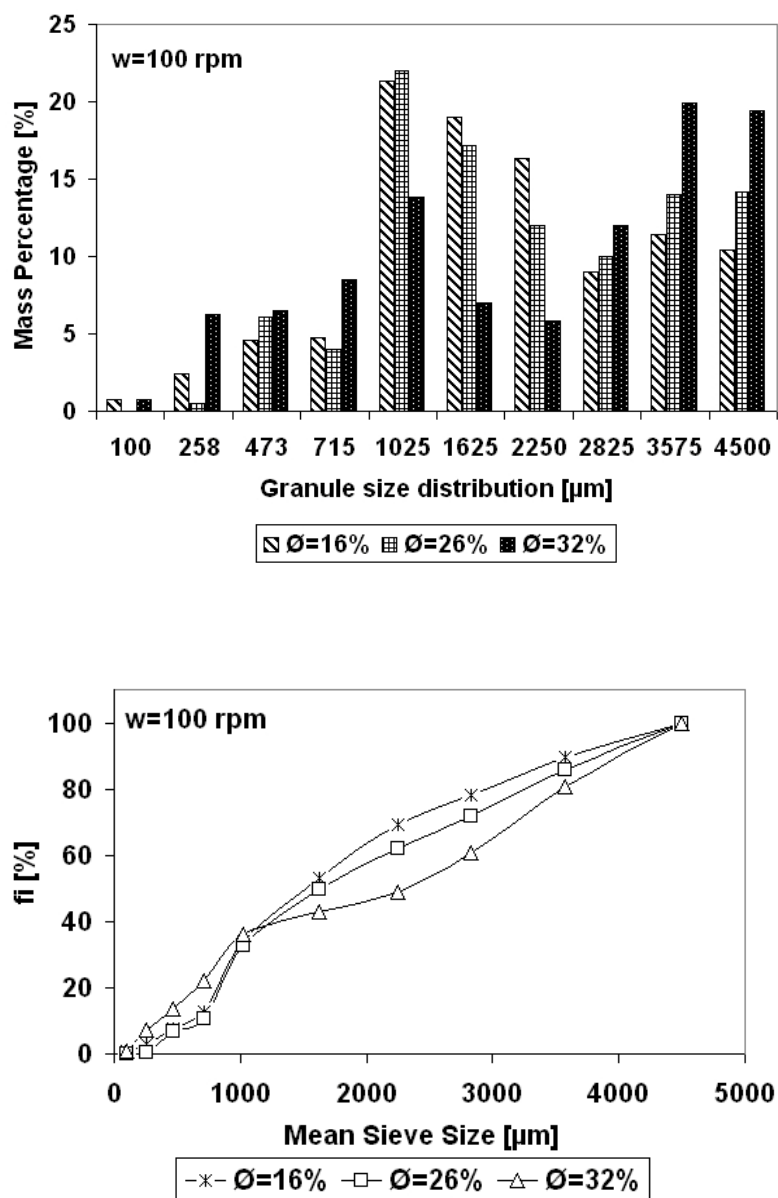 25
20
15
10
5
0
Mass Percentage [%]
w=100 rpm
100 258 473 715 1025 1625 2250 2825 3575 4500
Granule size distribution [µm]
Ø=16% Ø=26% Ø=32%
100
80
60
40
20
0
fi [%]
w=100 rpm
0 1000 2000 3000 4000 5000
Mean Sieve Size [µm]
Ø=16% Ø=26% Ø=32%